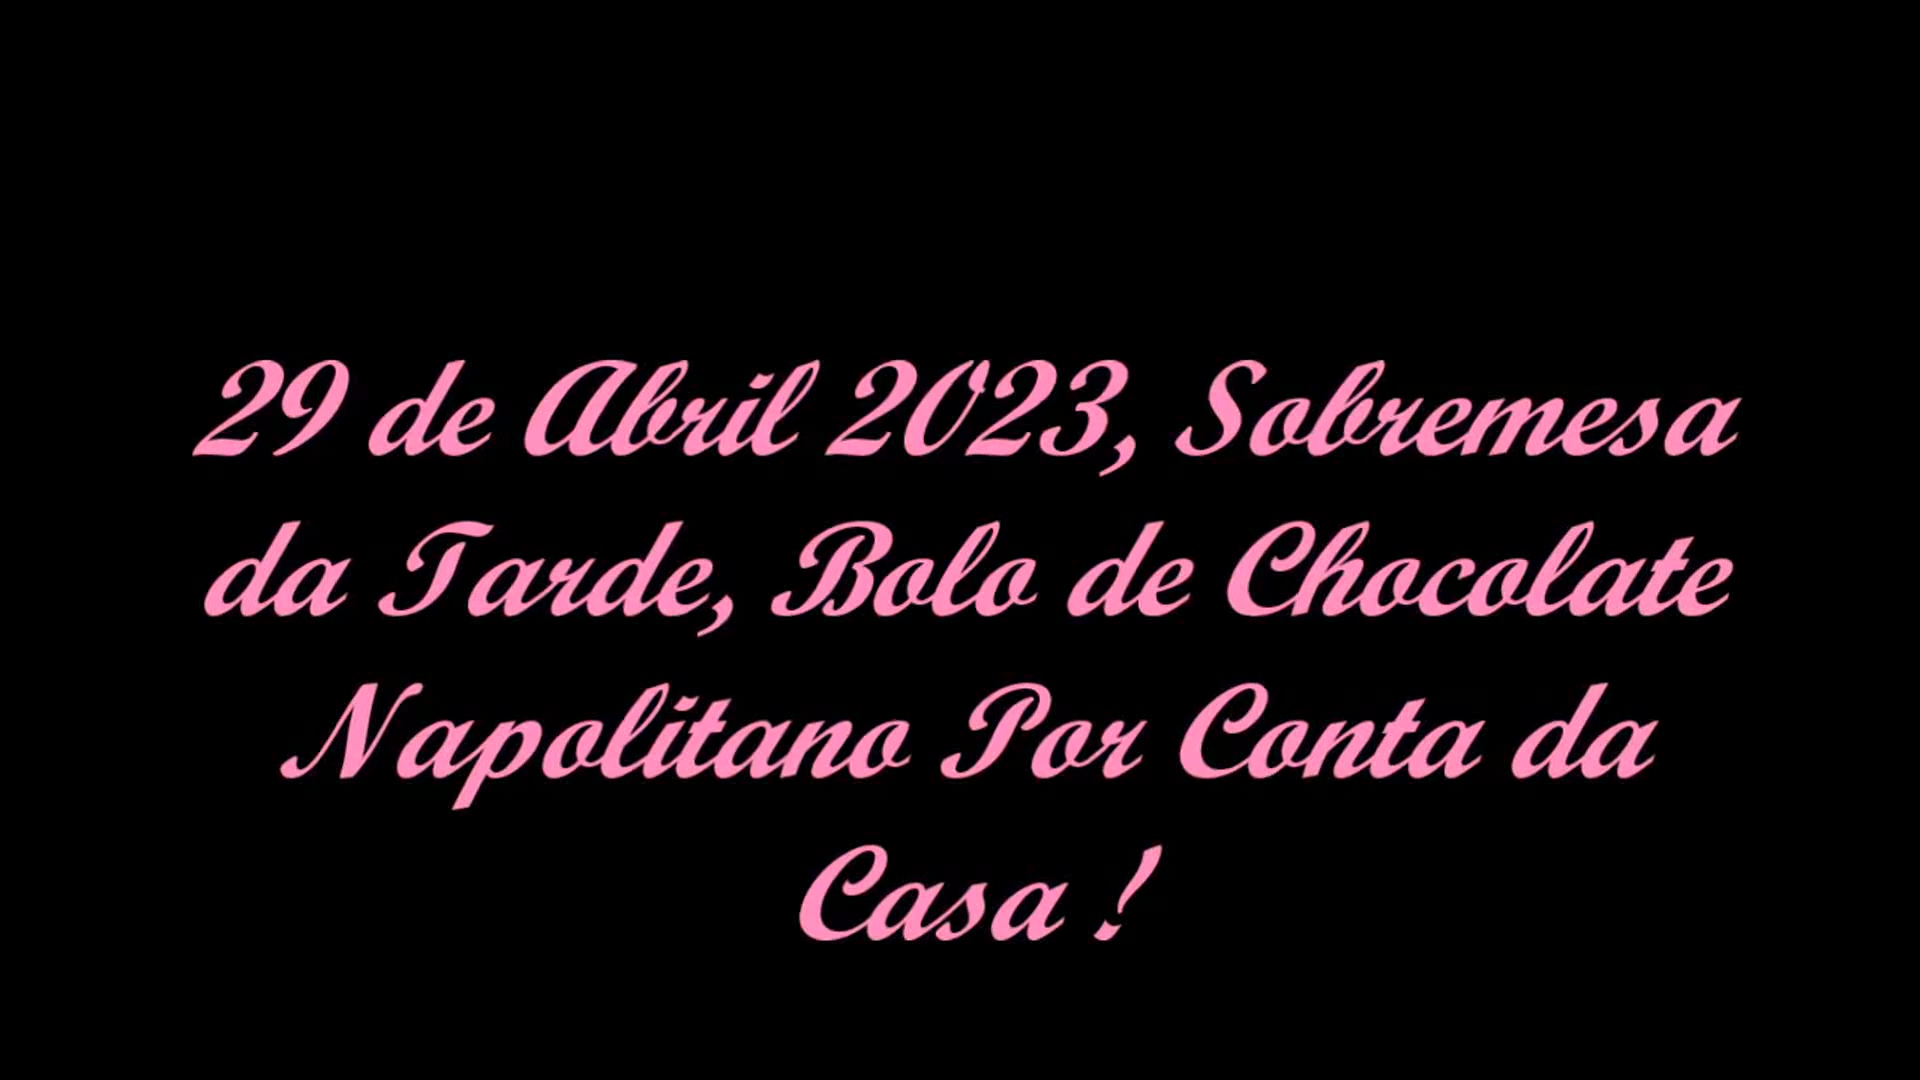 29 de Abril 2023, Sobremesa
da Tarde, Bolo de Chocolate
Napolitano Por Conta da
Casa !